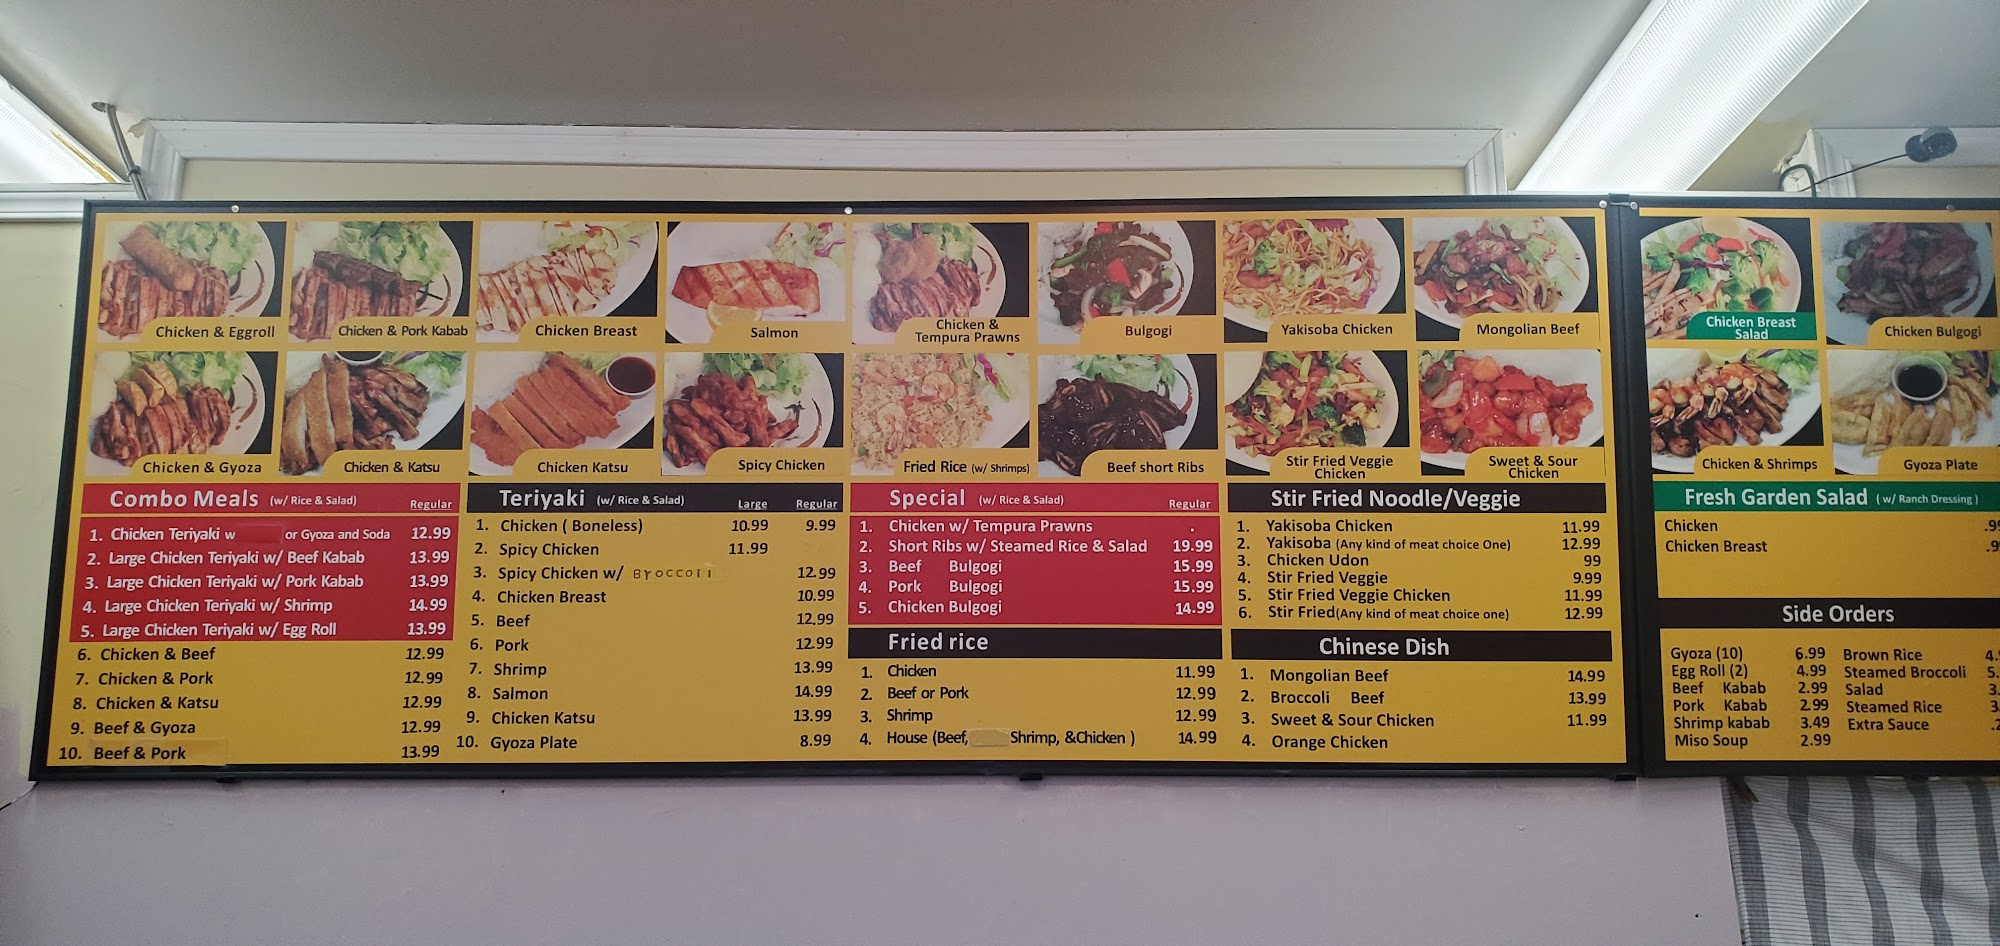 Chicken & Eggroll
Chicken & Pork Kabab
Chicken Breast
Salmon
Chicken &
Tempura Prawns
Bulgogi
Yakisoba Chicken
Mongolian Beef
Chicken Breast
Salad
Chicken Bulgogi
Chicken & Gyoza
Chicken & Katsu
Chicken Katsu
Spicy Chicken
Fried Rice (w/ Shrimps)
Beef short Ribs
Stir Fried Veggie
Chicken
Sweet & Sour
Chicken
Chicken & Shrimps
Gyoza Plate
Combo Meals (w/ Rice & Salad) Regular
1. Chicken Teriyaki w or Gyoza and Soda 12.99
2. Large Chicken Teriyaki w/ Beef Kabab 13.99
3. Large Chicken Teriyaki w/ Pork Kabab 13.99
4. Large Chicken Teriyaki w/ Shrimp 14.99
5. Large Chicken Teriyaki w/ Egg Roll 13.99
6. Chicken & Beef 12.99
7. Chicken & Pork 12.99
8. Chicken & Katsu 12.99
9. Beef & Gyoza 12.99
10. Beef & Pork 13.99
Teriyaki (w/ Rice & Salad) Large Regular
1. Chicken ( Boneless) 10.99 9.99
2. Spicy Chicken 11.99
3. Spicy Chicken w/ Broccoli 12.99
4. Chicken Breast 10.99
5. Beef 12.99
6. Pork 12.99
7. Shrimp 13.99
8. Salmon 14.99
9. Chicken Katsu 13.99
10. Gyoza Plate 8.99
Special (w/ Rice & Salad) Regular
1. Chicken w/ Tempura Prawns .
2. Short Ribs w/ Steamed Rice & Salad 19.99
3. Beef Bulgogi 15.99
4. Pork Bulgogi 15.99
5. Chicken Bulgogi 14.99
Fried rice
1. Chicken 11.99
2. Beef or Pork 12.99
3. Shrimp 12.99
4. House (Beef, Shrimp, &Chicken ) 14.99
Stir Fried Noodle/Veggie
1. Yakisoba Chicken 11.99
2. Yakisoba (Any kind of meat choice One) 12.99
3. Chicken Udon 99
4. Stir Fried Veggie 9.99
5. Stir Fried Veggie Chicken 11.99
6. Stir Fried(Any kind of meat choice one) 12.99
Chinese Dish
1. Mongolian Beef 14.99
2. Broccoli Beef 13.99
3. Sweet & Sour Chicken 11.99
4. Orange Chicken
Fresh Garden Salad ( w/ Ranch Dressing )
Chicken
Chicken Breast
Side Orders
Gyoza (10) 6.99
Egg Roll (2) 4.99
Beef Kabab 2.99
Pork Kabab 2.99
Shrimp kabab 3.49
Miso Soup 2.99
Brown Rice 4.
Steamed Broccoli 5.
Salad 3.
Steamed Rice 3
Extra Sauce